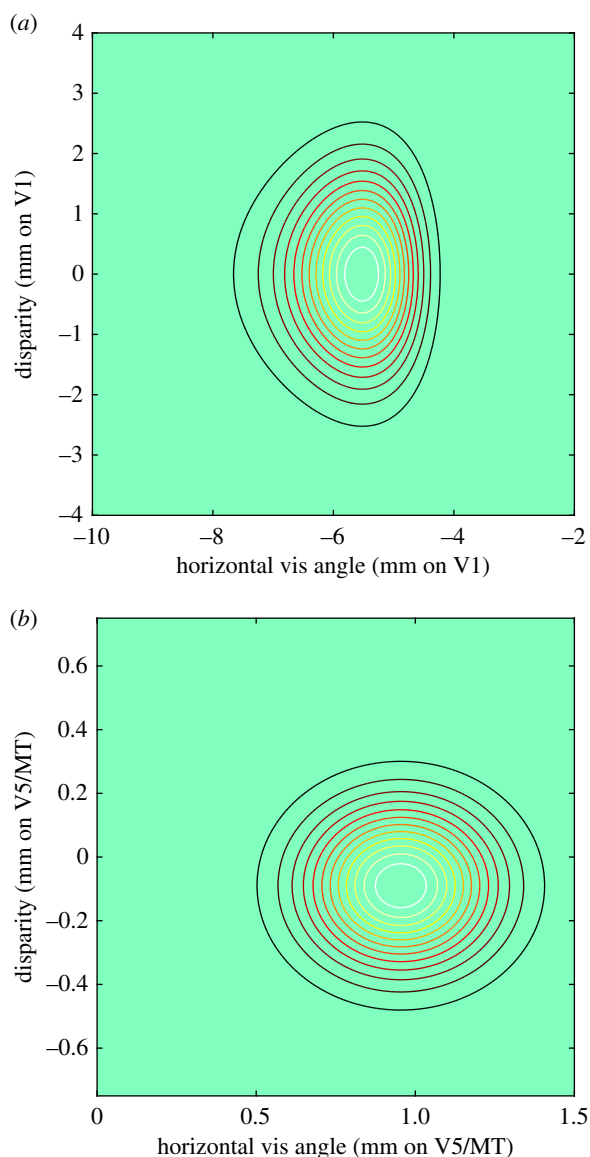 (a)
4
3
2
1
0
–1
–2
–3
–4
disparity (mm on V1)
–10 –8 –6 –4 –2
horizontal vis angle (mm on V1)
(b)
0.6
0.4
0.2
0
–0.2
–0.4
–0.6
disparity (mm on V5/MT)
0 0.5 1.0 1.5
horizontal vis angle (mm on V5/MT)